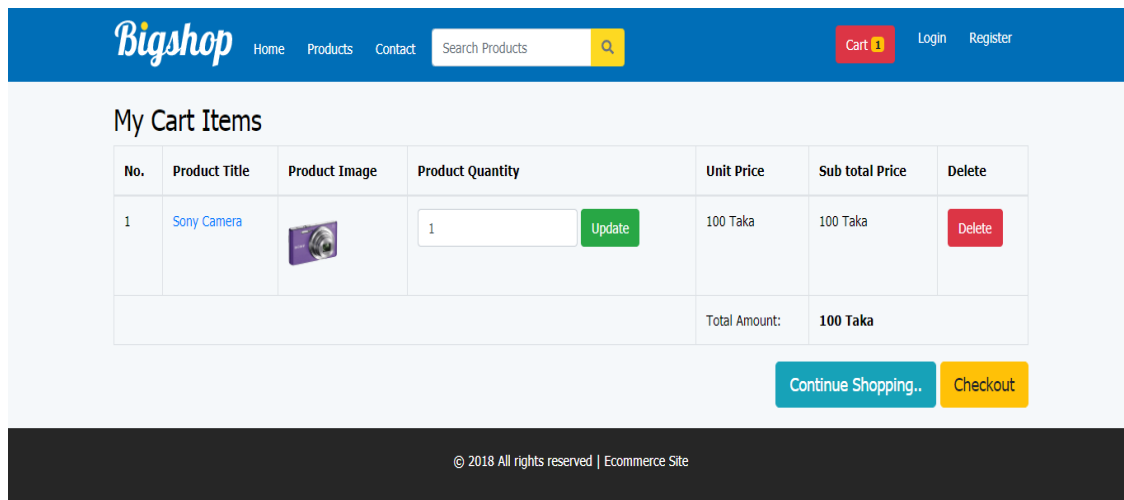 Bigshop Home Products Contact Search Products Cart 1 Login Register
My Cart Items
No. Product Title Product Image Product Quantity Unit Price Sub total Price Delete
1 Sony Camera 1 Update 100 Taka 100 Taka Delete
Total Amount: 100 Taka
Continue Shopping.. Checkout
© 2018 All rights reserved | Ecommerce Site